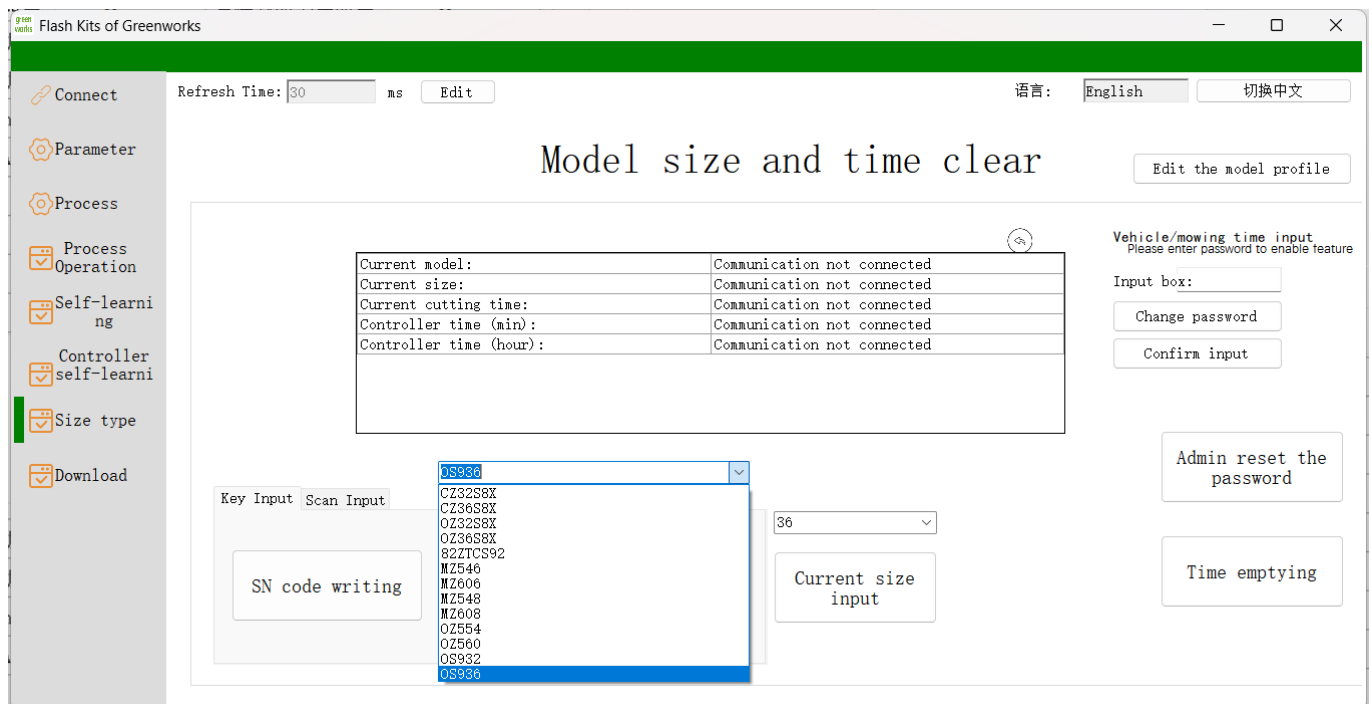 green
works
Flash Kits of Greenworks
Connect
Refresh Time: 30 ms Edit
语言: English 切换中文
Parameter
Model size and time clear
Edit the model profile
Process
Process
Operation
Self-learni
ng
Controller
self-learni
Size type
Download
Vehicle/mowing time input
Please enter password to enable feature
Current model: Communication not connected
Current size: Communication not connected
Current cutting time: Communication not connected
Controller time (min): Communication not connected
Controller time (hour): Communication not connected
Input box:
Change password
Confirm input
Admin reset the
password
Time emptying
OS936
Key Input Scan Input
SN code writing
CZ32S8X
CZ36S8X
OZ32S8X
OZ36S8X
82ZTCS92
MZ546
MZ606
MZ548
MZ608
OZ554
OZ560
OS932
OS936
36
Current size
input